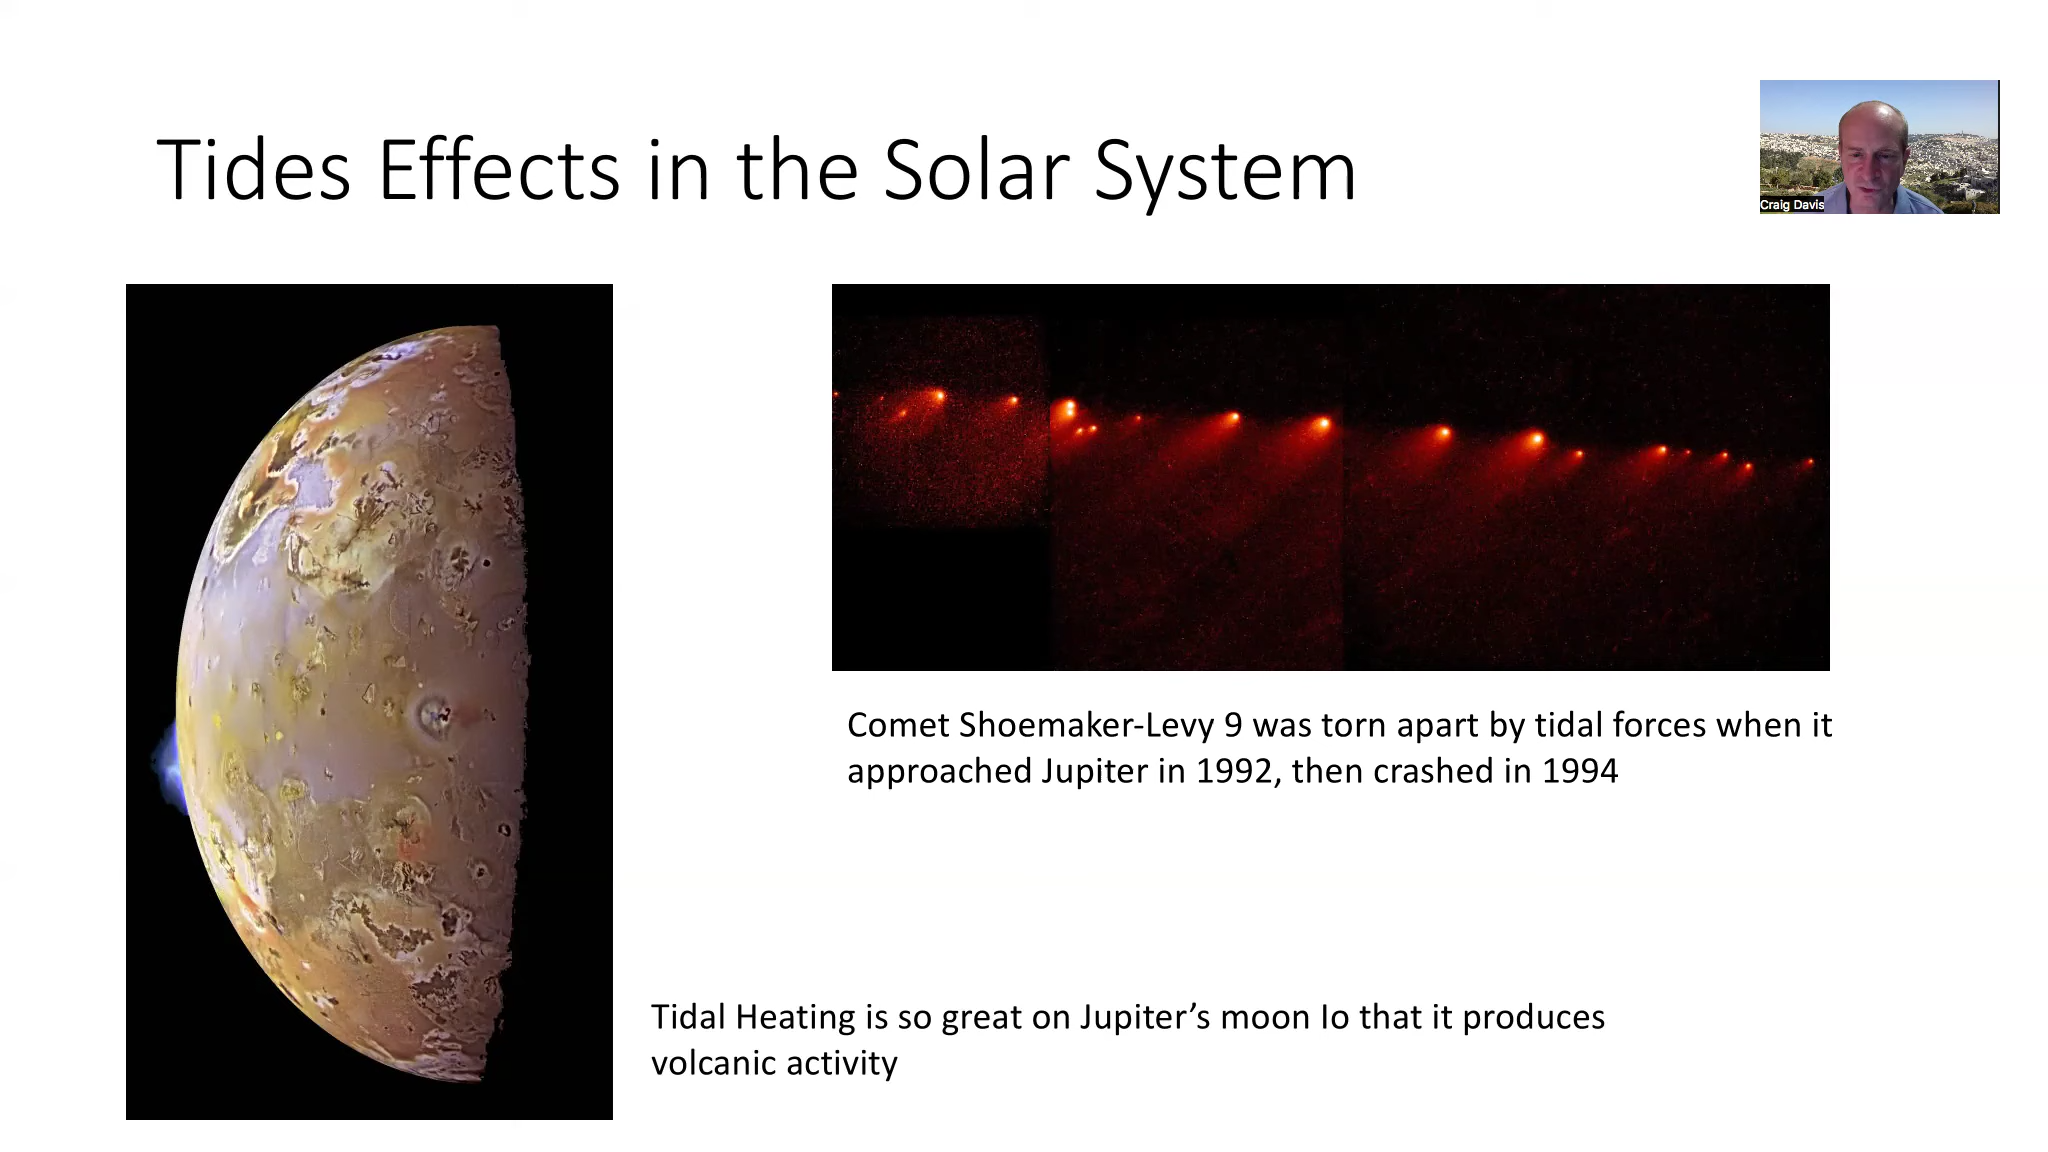 Tides Effects in the Solar System
Craig Davis
Comet Shoemaker-Levy 9 was torn apart by tidal forces when it
approached Jupiter in 1992, then crashed in 1994
Tidal Heating is so great on Jupiter’s moon Io that it produces
volcanic activity